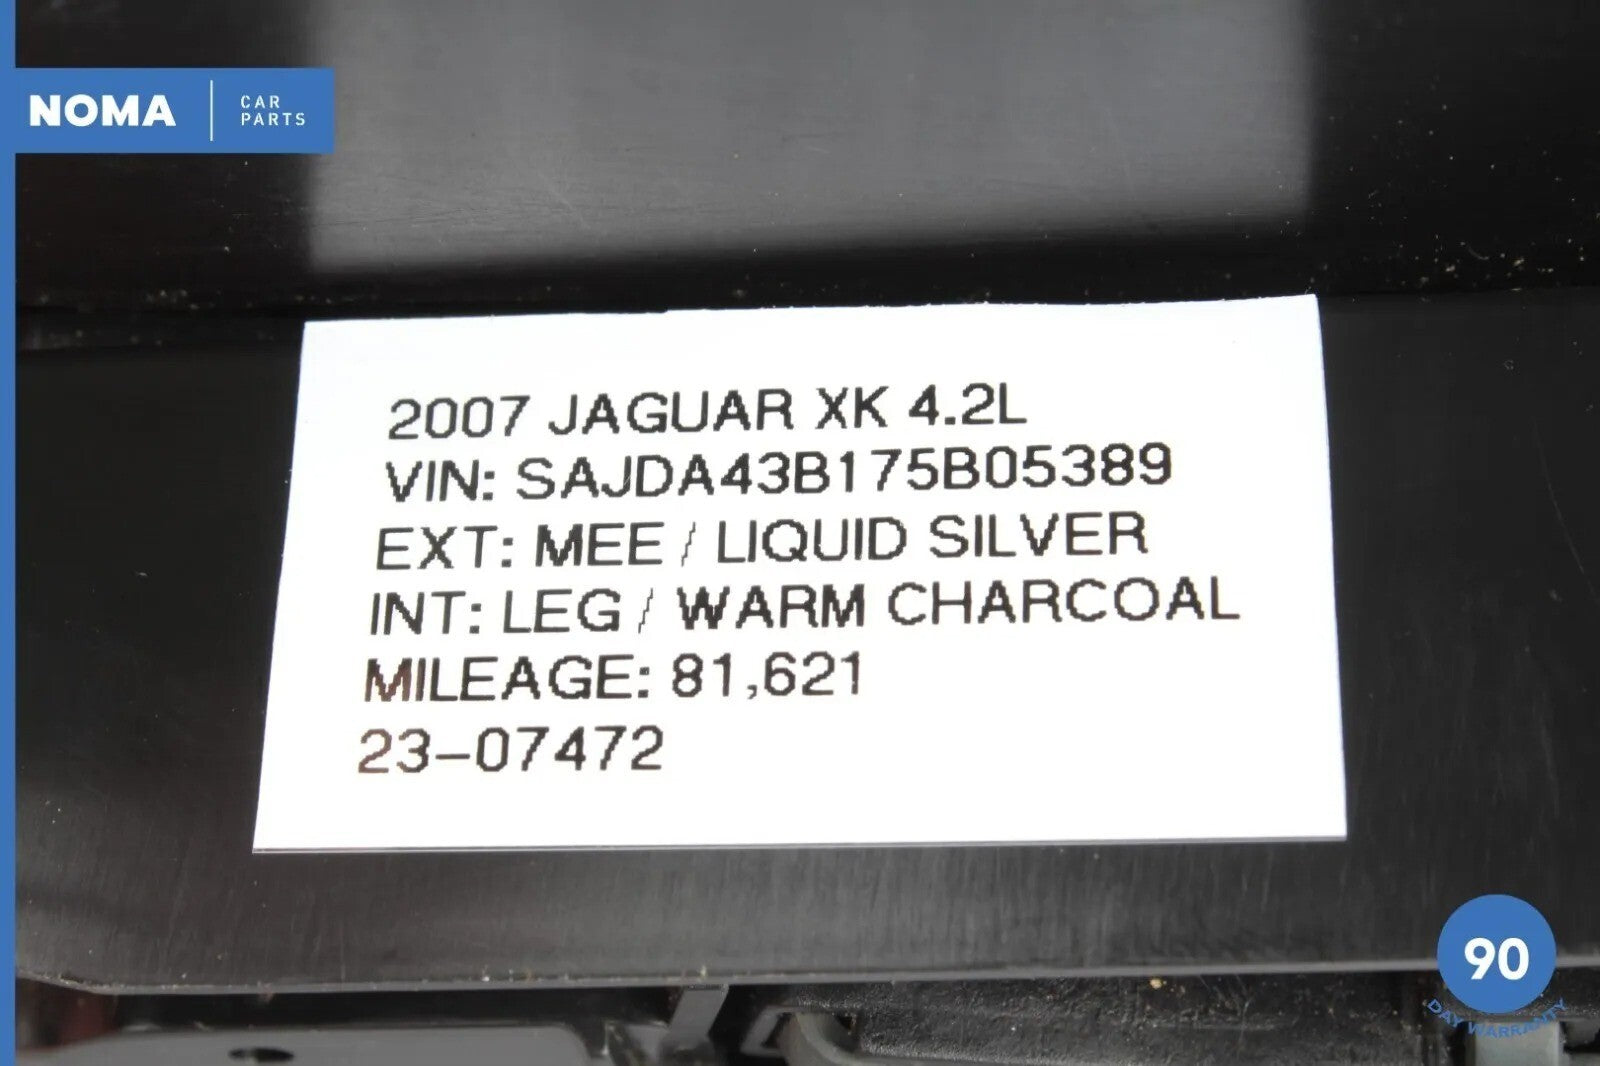 NOMA
CAR
PARTS
2007 JAGUAR XK 4.2L
VIN: SAJDA43B175B05389
EXT: MEE / LIQUID SILVER
INT: LEG / WARM CHARCOAL
MILEAGE: 81,621
23-07472
90
DAY WARRANTY